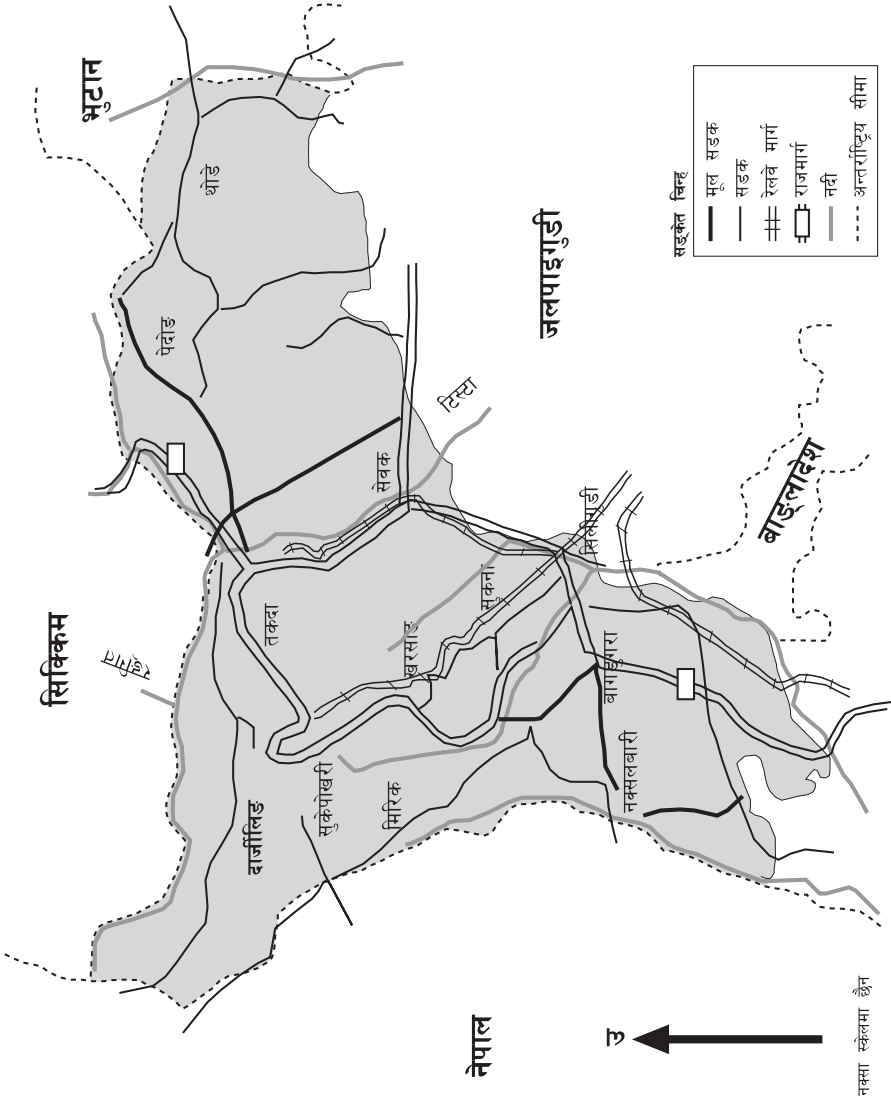 भुटान
सिक्किम
नेपाल
जलपाइगुडी
बाङ्लादेश
थोडे
पेदोङ
टिस्टा
सेवक
सिलीगुडी
तकदा
खरसाङ
सुकना
बागडुगरा
नक्सलबारी
दार्जीलिङ
सुकेपोखरी
मिरिक
उ
नक्सा स्केलमा छैन
सङ्केत चिन्ह
मूल सडक
सडक
रेलवे मार्ग
राजमार्ग
नदी
अन्तर्राष्ट्रिय सीमा